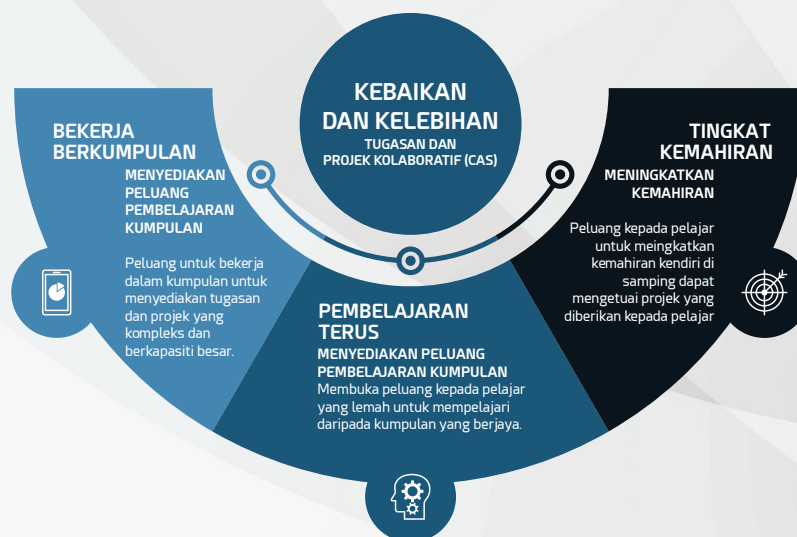 KEBAIKAN
DAN KELEBIHAN
TUGASAN DAN
PROJEK KOLABORATIF (CAS)
BEKERJA
BERKUMPULAN
MENYEDIAKAN
PELUANG
PEMBELAJARAN
KUMPULAN
Peluang untuk bekerja
dalam kumpulan untuk
menyediakan tugasan
dan projek yang
kompleks dan
berkapasiti besar.
PEMBELAJARAN
TERUS
MENYEDIAKAN PELUANG
PEMBELAJARAN KUMPULAN
Membuka peluang kepada pelajar
yang lemah untuk mempelajari
daripada kumpulan yang berjaya.
TINGKAT
KEMAHIRAN
MENINGKATKAN
KEMAHIRAN
Peluang kepada pelajar
untuk meingkatkan
kemahiran kendiri di
samping dapat
mengetuai projek yang
diberikan kepada pelajar